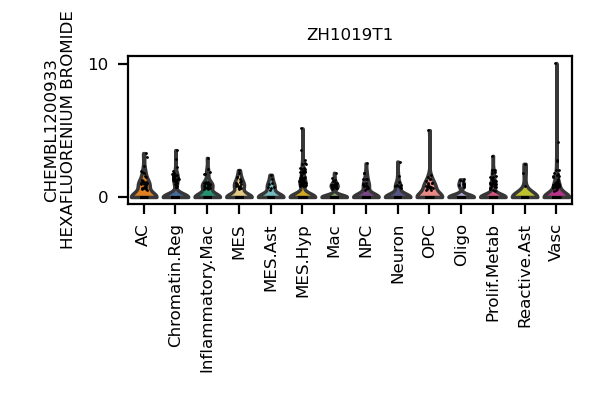 ZH1019T1
CHEMBL1200933
HEXAFLUORENIUM BROMIDE
10
0
AC
Chromatin.Reg
Inflammatory.Mac
MES
MES.Ast
MES.Hyp
Mac
NPC
Neuron
OPC
Oligo
Prolif.Metab
Reactive.Ast
Vasc